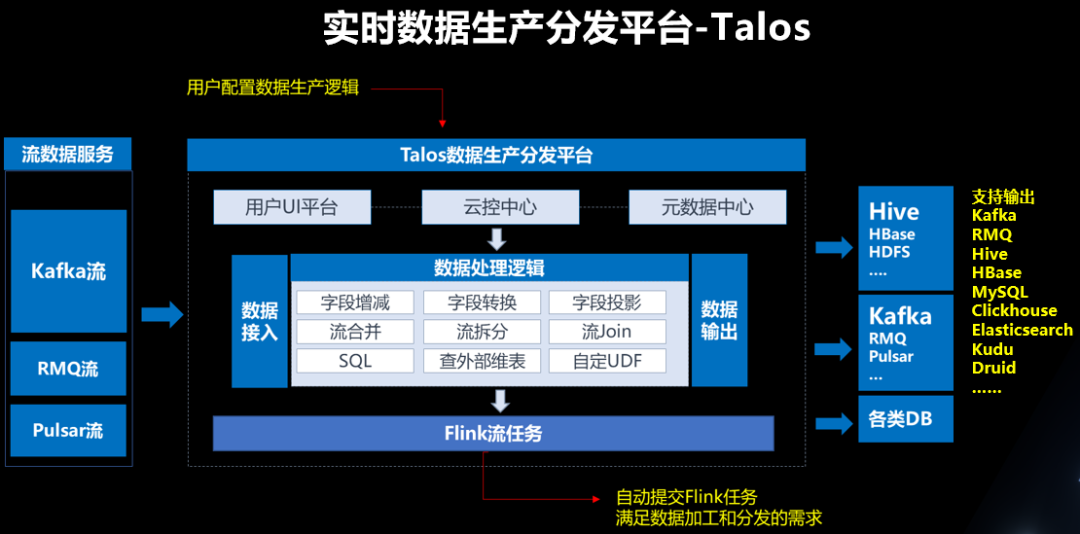 实时数据生产分发平台-Talos
用户配置数据生产逻辑
流数据服务
Kafka流
RMQ流
Pulsar流
Talos数据生产分发平台
用户UI平台
云控中心
元数据中心
数据
接入
数据处理逻辑
字段增减
字段转换
字段投影
流合并
流拆分
流Join
SQL
查外部维表
自定UDF
数据
输出
Flink流任务
自动提交Flink任务
满足数据加工和分发的需求
Hive
HBase
HDFS
....
Kafka
RMQ
Pulsar
...
各类DB
支持输出
Kafka
RMQ
Hive
HBase
MySQL
Clickhouse
Elasticsearch
Kudu
Druid
......